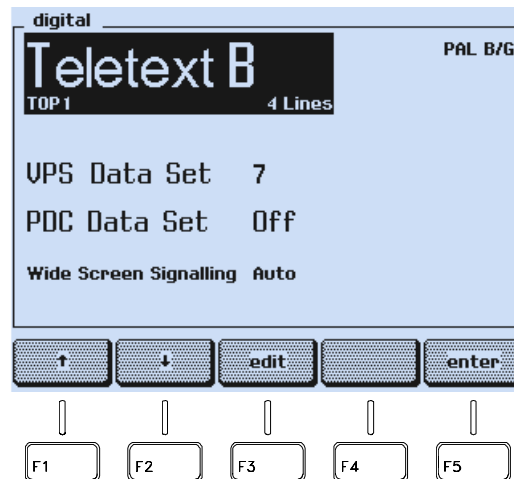 digital
Teletext B
PAL B/G
TOP1 4 Lines
VPS Data Set 7
PDC Data Set Off
Wide Screen Signalling Auto
↑ ↓ edit enter
F1 F2 F3 F4 F5